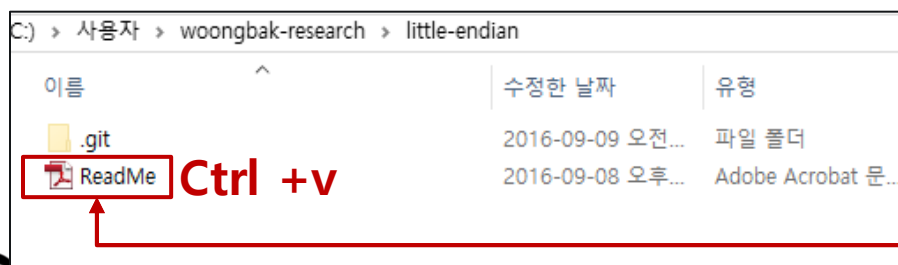 C:) > 사용자 > woongbak-research > little-endian
이름 수정한 날짜 유형
.git 2016-09-09 오전... 파일 폴더
ReadMe Ctrl +v 2016-09-08 오후... Adobe Acrobat 문...